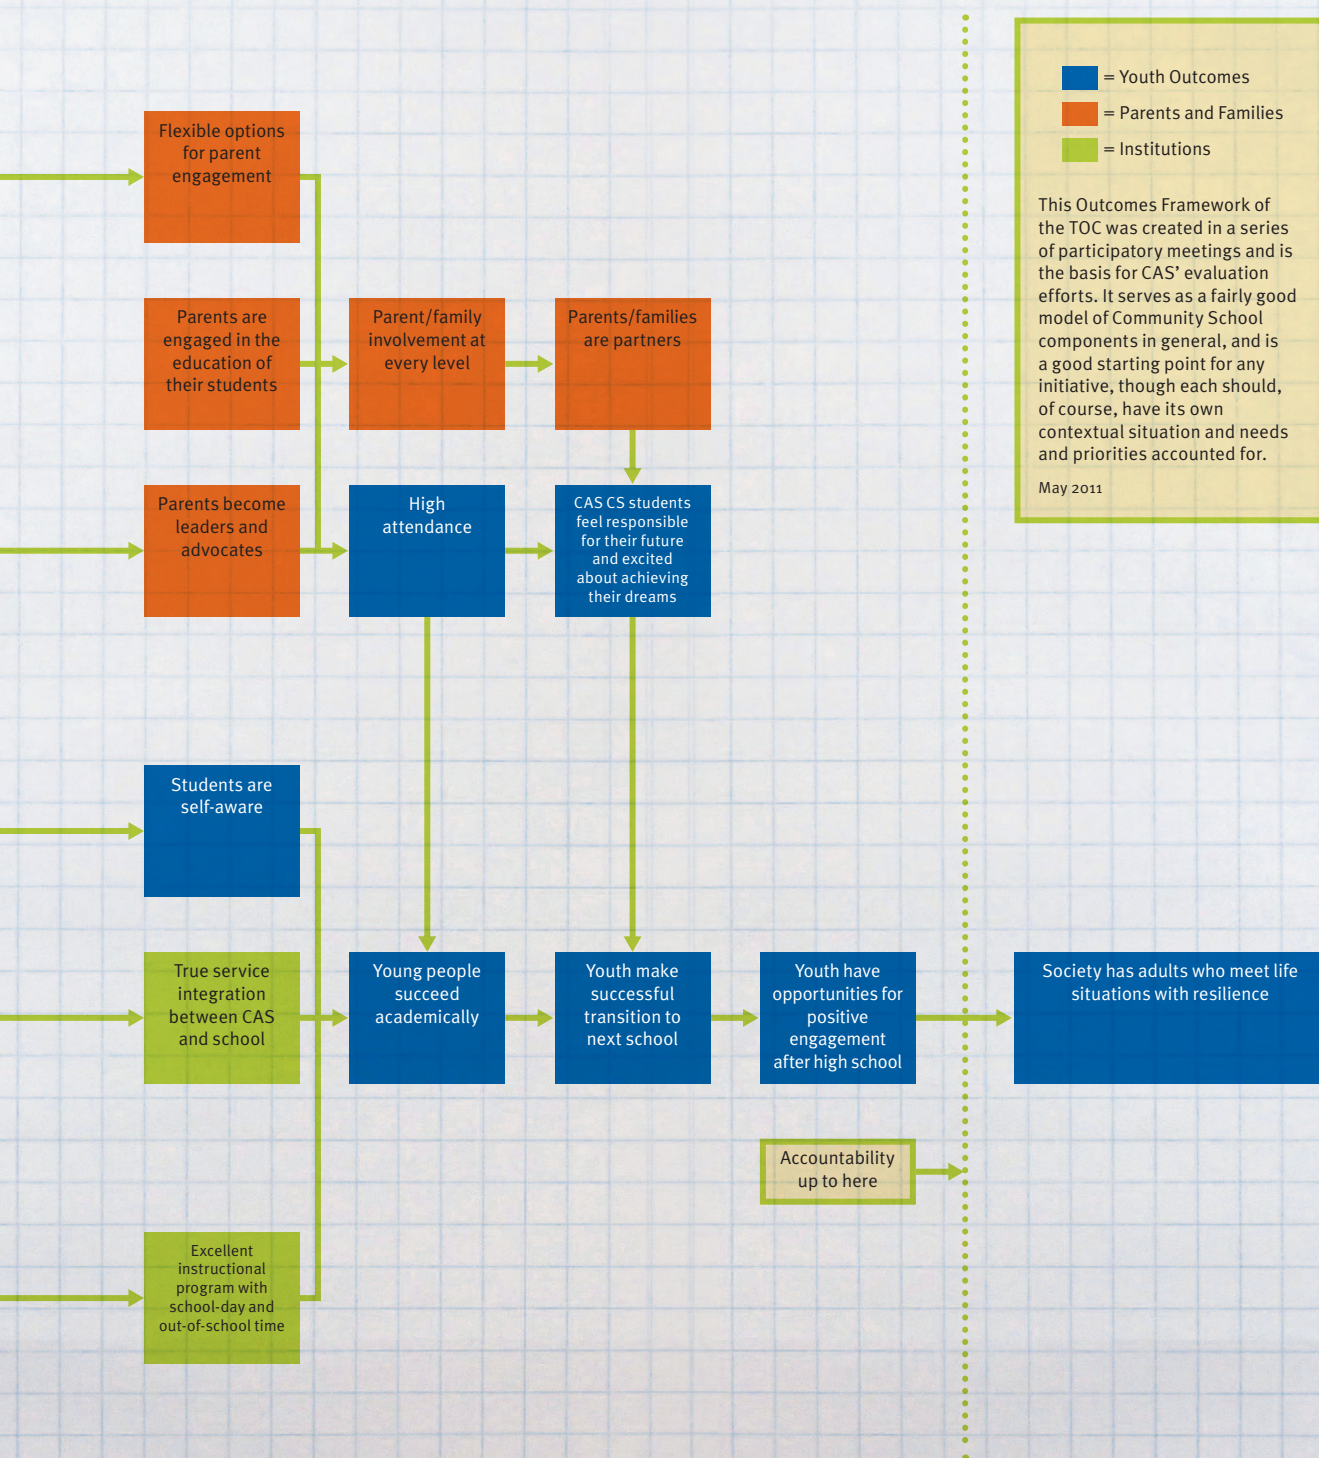 Flexible options
for parent
engagement
Parents are
engaged in the
education of
their students
Parent/family
involvement at
every level
Parents/families
are partners
Parents become
leaders and
advocates
High
attendance
CAS CS students
feel responsible
for their future
and excited
about achieving
their dreams
Students are
self-aware
True service
integration
between CAS
and school
Young people
succeed
academically
Youth make
successful
transition to
next school
Youth have
opportunities for
positive
engagement
after high school
Society has adults who meet life
situations with resilience
Accountability
up to here
Excellent
instructional
program with
school-day and
out-of-school time
= Youth Outcomes
= Parents and Families
= Institutions
This Outcomes Framework of
the TOC was created in a series
of participatory meetings and is
the basis for CAS’ evaluation
efforts. It serves as a fairly good
model of Community School
components in general, and is
a good starting point for any
initiative, though each should,
of course, have its own
contextual situation and needs
and priorities accounted for.
May 2011